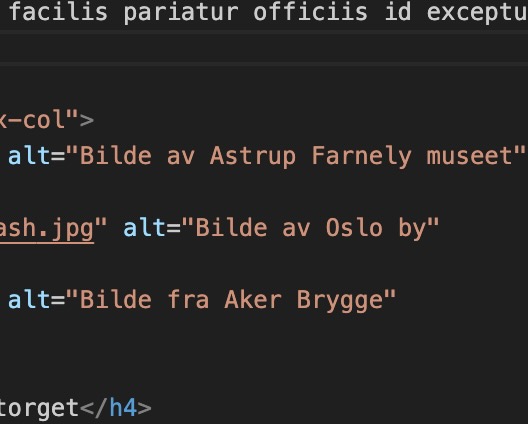 facilis pariatur officiis id exceptu
x-col">
alt="Bilde av Astrup Farnely museet"
ash.jpg" alt="Bilde av Oslo by"
alt="Bilde fra Aker Brygge"
torget</h4>